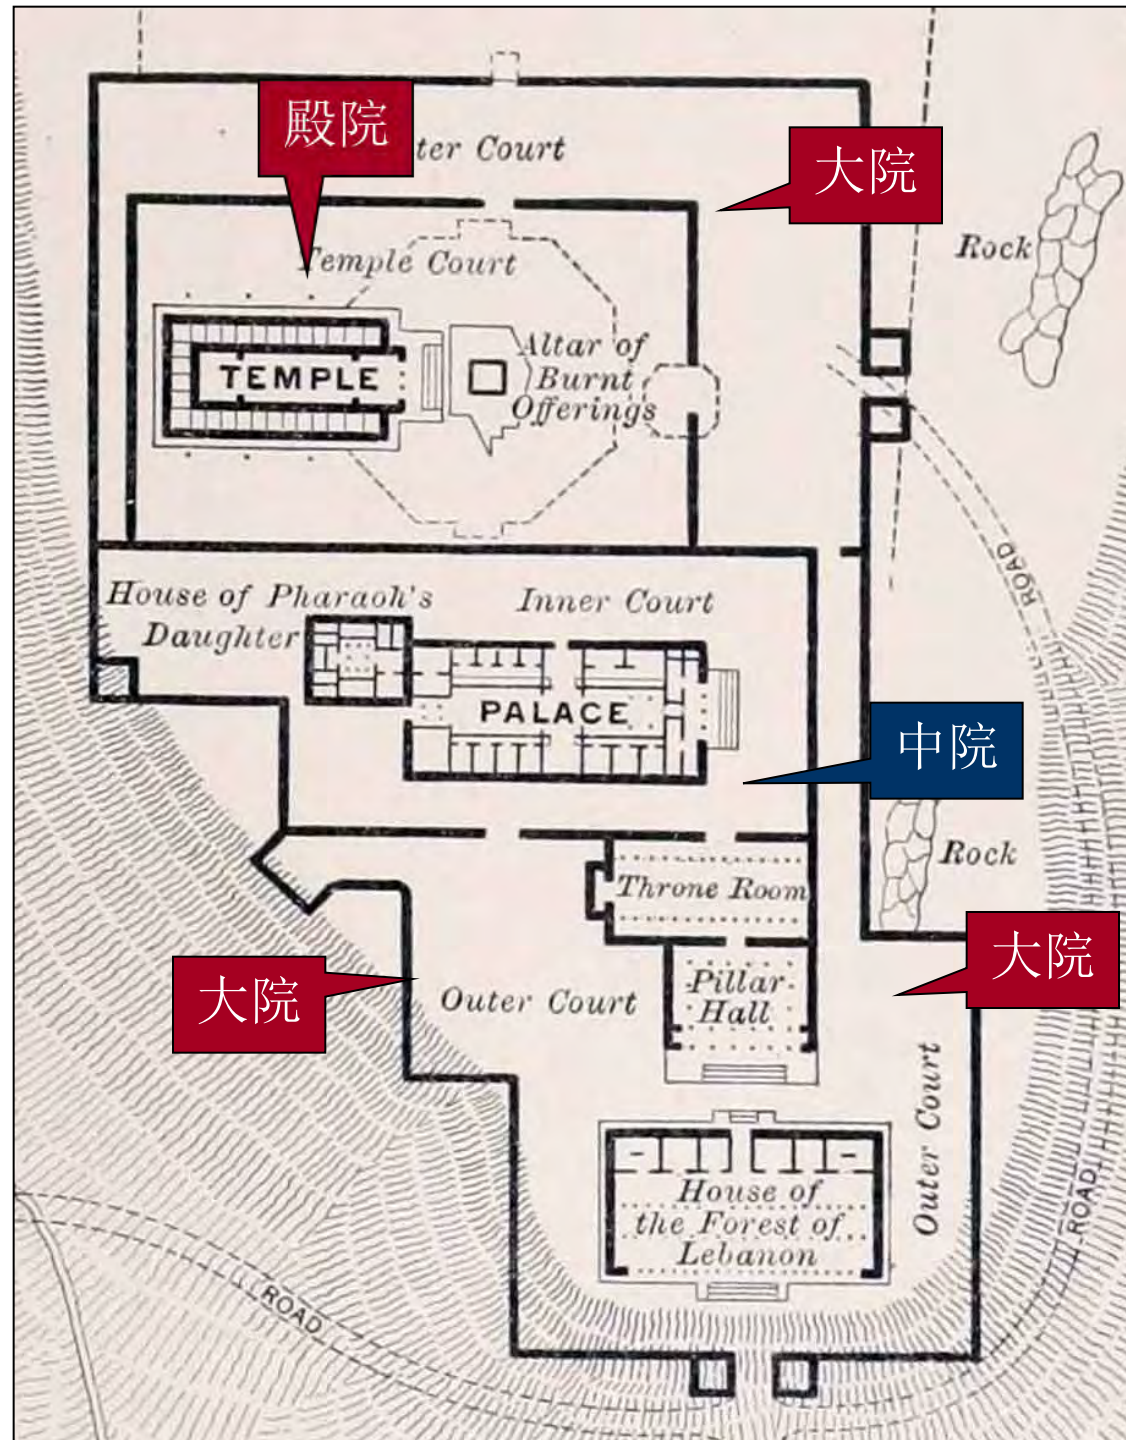 殿院
ter Court
大院
Temple Court
Rock
TEMPLE
Altar of
Burnt
Offerings
ROAD
House of Pharaoh's
Daughter
Inner Court
PALACE
中院
Rock
Throne Room
大院
大院
Outer Court
Pillar
Hall
Outer Court
House of
the Forest of
Lebanon
ROAD
ROAD